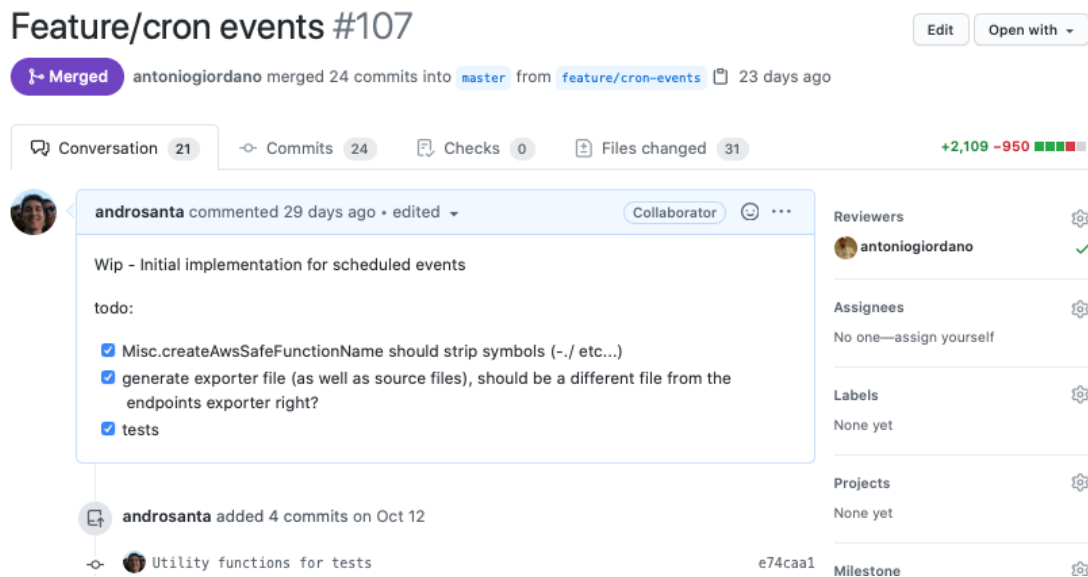 Feature/cron events #107
Edit
Open with
Merged
antoniogiordano merged 24 commits into master from feature/cron-events 23 days ago
Conversation 21
Commits 24
Checks 0
Files changed 31
+2,109 −950
androsanta commented 29 days ago • edited
Collaborator
Wip - Initial implementation for scheduled events
todo:
Misc.createAwsSafeFunctionName should strip symbols (-./ etc...)
generate exporter file (as well as source files), should be a different file from the
endpoints exporter right?
tests
androsanta added 4 commits on Oct 12
Utility functions for tests
e74caa1
Reviewers
antoniogiordano
Assignees
No one—assign yourself
Labels
None yet
Projects
None yet
Milestone